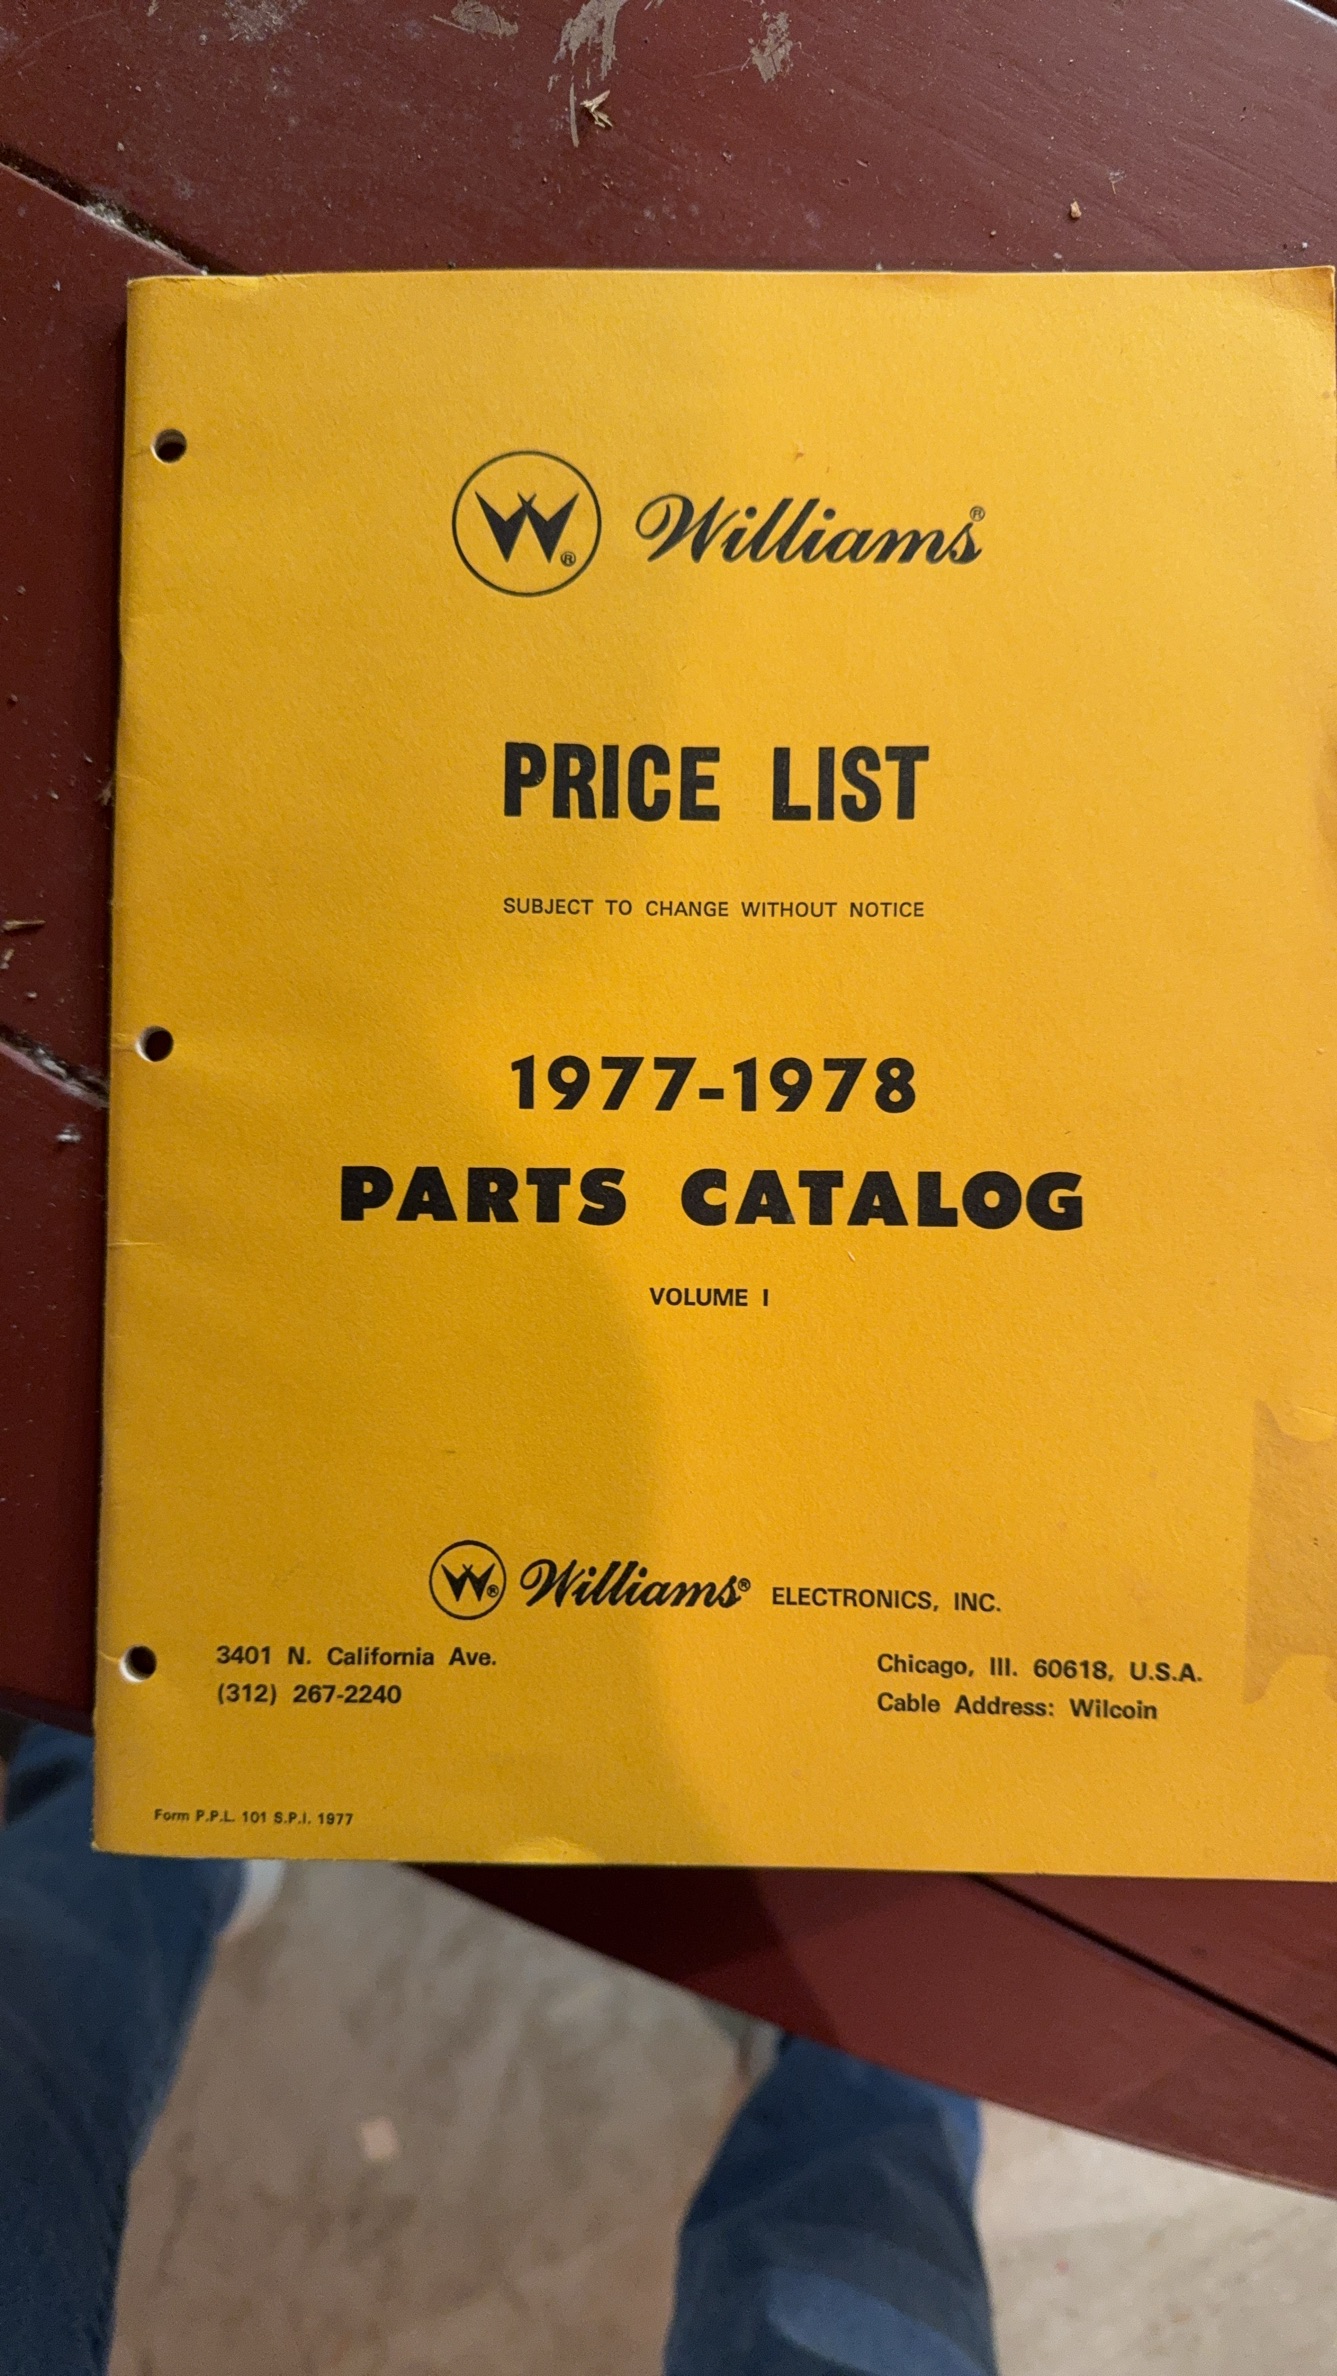 W® Williams®
PRICE LIST
SUBJECT TO CHANGE WITHOUT NOTICE
1977-1978
PARTS CATALOG
VOLUME I
W® Williams® ELECTRONICS, INC.
3401 N. California Ave.
(312) 267-2240
Chicago, Ill. 60618, U.S.A.
Cable Address: Wilcoin
Form P.P.L. 101 S.P.I. 1977